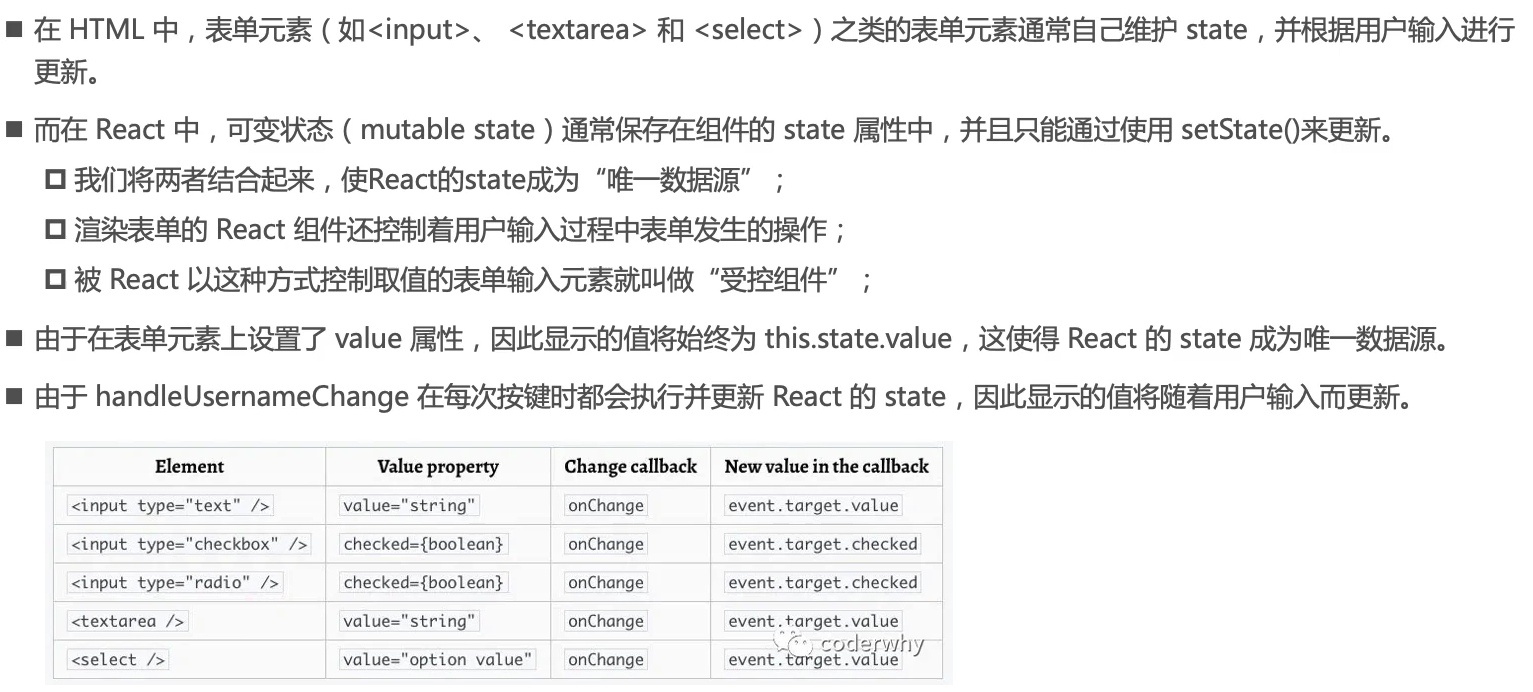 ■ 在 HTML 中，表单元素（如<input>、 <textarea> 和 <select>）之类的表单元素通常自己维护 state，并根据用户输入进行
更新。
■ 而在 React 中，可变状态（mutable state）通常保存在组件的 state 属性中，并且只能通过使用 setState()来更新。
我们将两者结合起来，使React的state成为“唯一数据源”；
渲染表单的 React 组件还控制着用户输入过程中表单发生的操作；
被 React 以这种方式控制取值的表单输入元素就叫做“受控组件”；
■ 由于在表单元素上设置了 value 属性，因此显示的值将始终为 this.state.value，这使得 React 的 state 成为唯一数据源。
■ 由于 handleUsernameChange 在每次按键时都会执行并更新 React 的 state，因此显示的值将随着用户输入而更新。
Element Value property Change callback New value in the callback
<input type="text" /> value="string" onChange event.target.value
<input type="checkbox" /> checked={boolean} onChange event.target.checked
<input type="radio" /> checked={boolean} onChange event.target.checked
<textarea /> value="string" onChange event.target.value
coderwhy
<select /> value="option value" onChange event.target.value